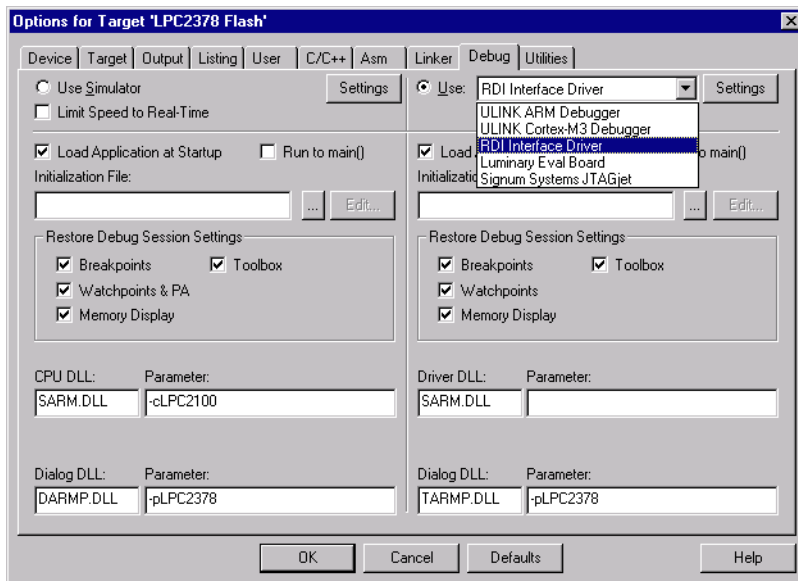 Options for Target 'LPC2378 Flash'
Device Target Output Listing User C/C++ Asm Linker Debug Utilities
Use Simulator Settings
Limit Speed to Real-Time
Load Application at Startup Run to main()
Initialization File:
... Edit...
Restore Debug Session Settings
Breakpoints Toolbox
Watchpoints & PA
Memory Display
CPU DLL: Parameter:
SARM.DLL -cLPC2100
Dialog DLL: Parameter:
DARMP.DLL -pLPC2378
Use: RDI Interface Driver Settings
ULINK ARM Debugger
ULINK Cortex-M3 Debugger
RDI Interface Driver
Luminary Eval Board
Signum Systems JTAGjet
Load main()
... Edit...
Restore Debug Session Settings
Breakpoints Toolbox
Watchpoints
Memory Display
Driver DLL: Parameter:
SARM.DLL
Dialog DLL: Parameter:
TARMP.DLL -pLPC2378
OK Cancel Defaults Help